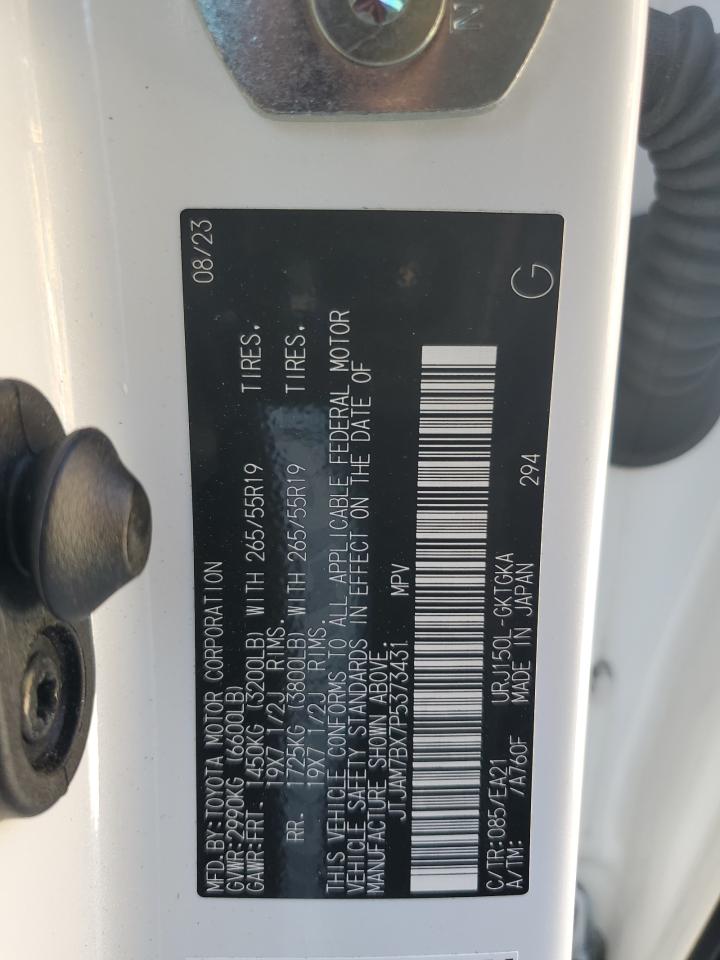 N
MFD.BY:TOYOTA MOTOR CORPORATION 08/23
GVWR:2990KG (6600LB)
GAWR:FRT. 1450KG (3200LB) WITH 265/55R19 TIRES.
19X7 1/2J RIMS.
RR. 1725KG (3800LB) WITH 265/55R19 TIRES.
19X7 1/2J RIMS.
THIS VEHICLE CONFORMS TO ALL APPLICABLE FEDERAL MOTOR
VEHICLE SAFETY STANDARDS IN EFFECT ON THE DATE OF
MANUFACTURE SHOWN ABOVE.
JTJAM7BX7P5373431 MPV
C/TR:085/EA21 URJ150L-GKTGKA 294 G
A/TM: /A760F MADE IN JAPAN